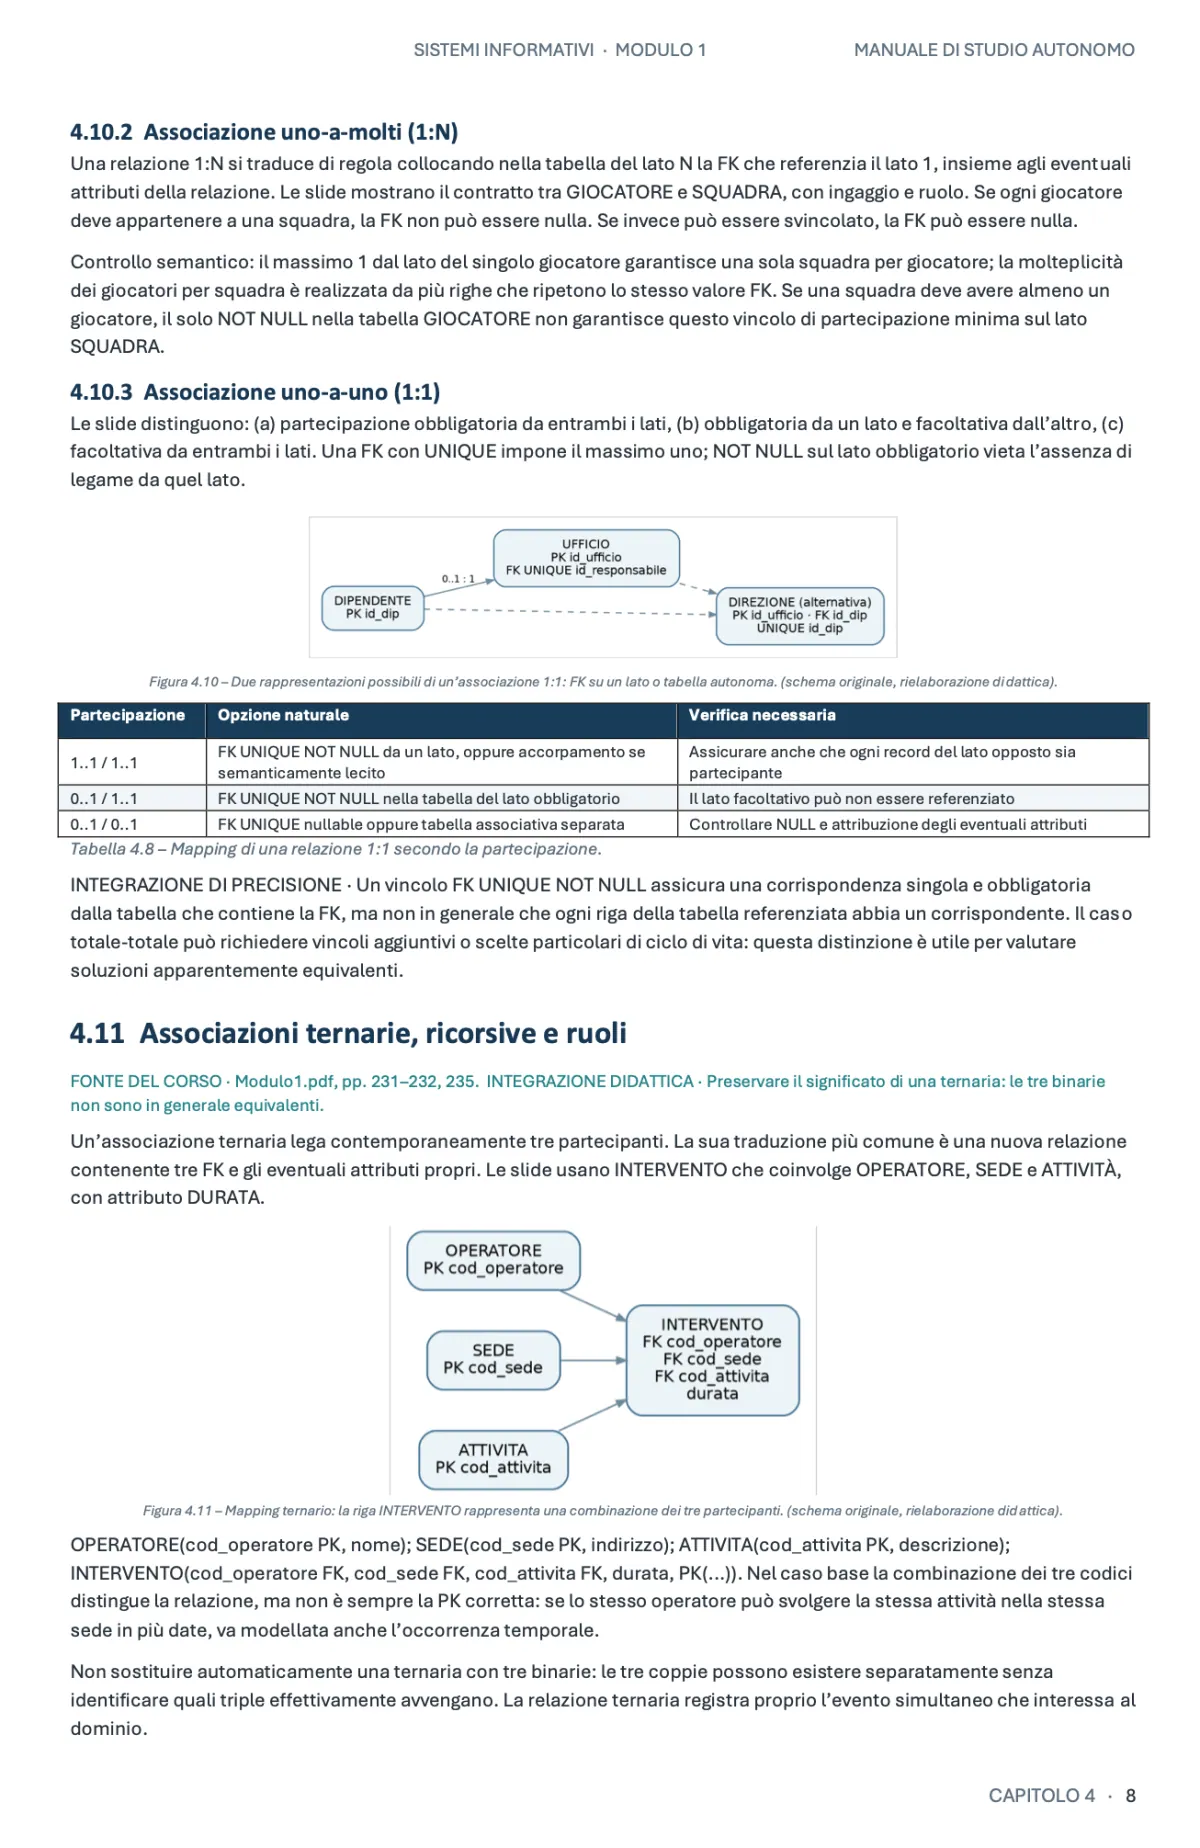 SISTEMI INFORMATIVI · MODULO 1 MANUALE DI STUDIO AUTONOMO
4.10.2 Associazione uno-a-molti (1:N)
Una relazione 1:N si traduce di regola collocando nella tabella del lato N la FK che referenzia il lato 1, insieme agli eventuali
attributi della relazione. Le slide mostrano il contratto tra GIOCATORE e SQUADRA, con ingaggio e ruolo. Se ogni giocatore
deve appartenere a una squadra, la FK non può essere nulla. Se invece può essere svincolato, la FK può essere nulla.
Controllo semantico: il massimo 1 dal lato del singolo giocatore garantisce una sola squadra per giocatore; la molteplicità
dei giocatori per squadra è realizzata da più righe che ripetono lo stesso valore FK. Se una squadra deve avere almeno un
giocatore, il solo NOT NULL nella tabella GIOCATORE non garantisce questo vincolo di partecipazione minima sul lato
SQUADRA.
4.10.3 Associazione uno-a-uno (1:1)
Le slide distinguono: (a) partecipazione obbligatoria da entrambi i lati, (b) obbligatoria da un lato e facoltativa dall’altro, (c)
facoltativa da entrambi i lati. Una FK con UNIQUE impone il massimo uno; NOT NULL sul lato obbligatorio vieta l’assenza di
legame da quel lato.
UFFICIO
PK id_ufficio
FK UNIQUE id_responsabile
0..1 : 1
DIPENDENTE
PK id_dip
DIREZIONE (alternativa)
PK id_ufficio · FK id_dip
UNIQUE id_dip
Figura 4.10 – Due rappresentazioni possibili di un’associazione 1:1: FK su un lato o tabella autonoma. (schema originale, rielaborazione didattica).
Partecipazione Opzione naturale Verifica necessaria
1..1 / 1..1 FK UNIQUE NOT NULL da un lato, oppure accorpamento se semanticamente lecito Assicurare anche che ogni record del lato opposto sia partecipante
0..1 / 1..1 FK UNIQUE NOT NULL nella tabella del lato obbligatorio Il lato facoltativo può non essere referenziato
0..1 / 0..1 FK UNIQUE nullable oppure tabella associativa separata Controllare NULL e attribuzione degli eventuali attributi
Tabella 4.8 – Mapping di una relazione 1:1 secondo la partecipazione.
INTEGRAZIONE DI PRECISIONE · Un vincolo FK UNIQUE NOT NULL assicura una corrispondenza singola e obbligatoria
dalla tabella che contiene la FK, ma non in generale che ogni riga della tabella referenziata abbia un corrispondente. Il caso
totale-totale può richiedere vincoli aggiuntivi o scelte particolari di ciclo di vita: questa distinzione è utile per valutare
soluzioni apparentemente equivalenti.
4.11 Associazioni ternarie, ricorsive e ruoli
FONTE DEL CORSO · Modulo1.pdf, pp. 231–232, 235. INTEGRAZIONE DIDATTICA · Preservare il significato di una ternaria: le tre binarie
non sono in generale equivalenti.
Un’associazione ternaria lega contemporaneamente tre partecipanti. La sua traduzione più comune è una nuova relazione
contenente tre FK e gli eventuali attributi propri. Le slide usano INTERVENTO che coinvolge OPERATORE, SEDE e ATTIVITÀ,
con attributo DURATA.
OPERATORE
PK cod_operatore
SEDE
PK cod_sede
ATTIVITA
PK cod_attivita
INTERVENTO
FK cod_operatore
FK cod_sede
FK cod_attivita
durata
Figura 4.11 – Mapping ternario: la riga INTERVENTO rappresenta una combinazione dei tre partecipanti. (schema originale, rielaborazione didattica).
OPERATORE(cod_operatore PK, nome); SEDE(cod_sede PK, indirizzo); ATTIVITA(cod_attivita PK, descrizione);
INTERVENTO(cod_operatore FK, cod_sede FK, cod_attivita FK, durata, PK(...)). Nel caso base la combinazione dei tre codici
distingue la relazione, ma non è sempre la PK corretta: se lo stesso operatore può svolgere la stessa attività nella stessa
sede in più date, va modellata anche l’occorrenza temporale.
Non sostituire automaticamente una ternaria con tre binarie: le tre coppie possono esistere separatamente senza
identificare quali triple effettivamente avvengano. La relazione ternaria registra proprio l’evento simultaneo che interessa al
dominio.
CAPITOLO 4 · 8